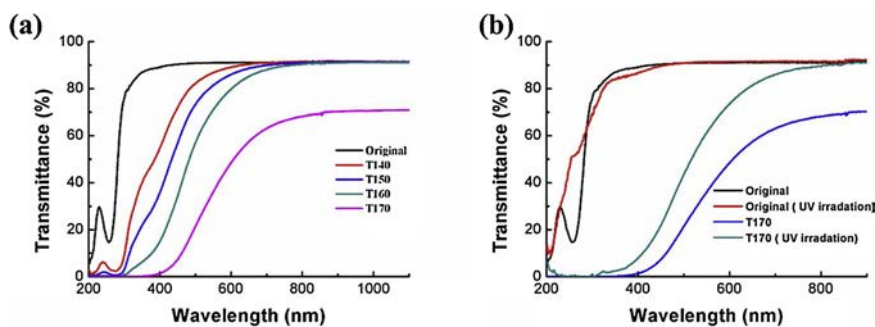 (a)
100
80
60
40
20
0
Transmittance (%)
200
400
600
800
1000
Wavelength (nm)
Original
T140
T150
T160
T170
(b)
100
80
60
40
20
0
Transmittance (%)
200
400
600
800
Wavelength (nm)
Original
Original ( UV irradation)
T170
T170 ( UV irradation)